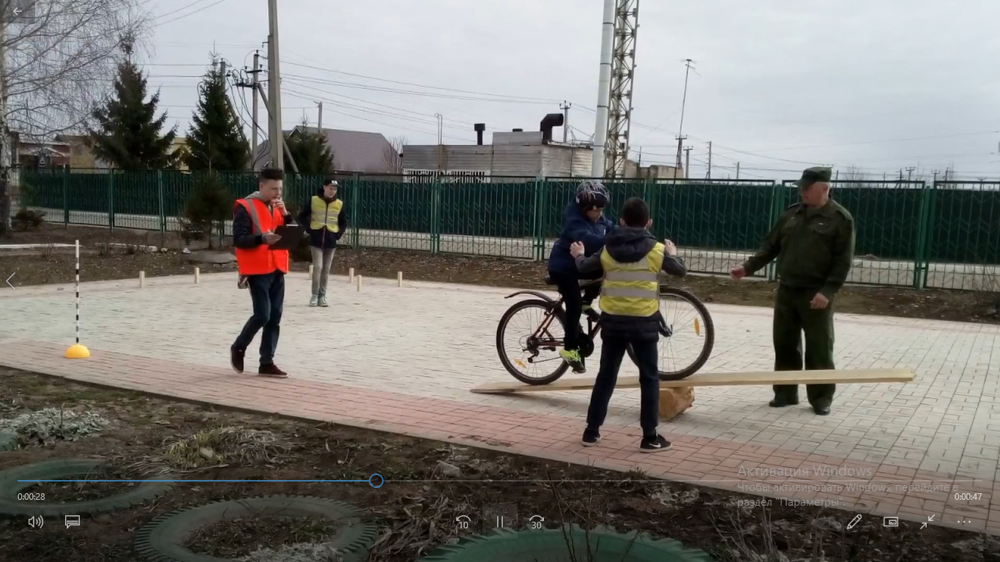 Активация Windows
Чтобы активировать Windows, перейдите в
раздел "Параметры".
0:00:28
0:00:47
10
30